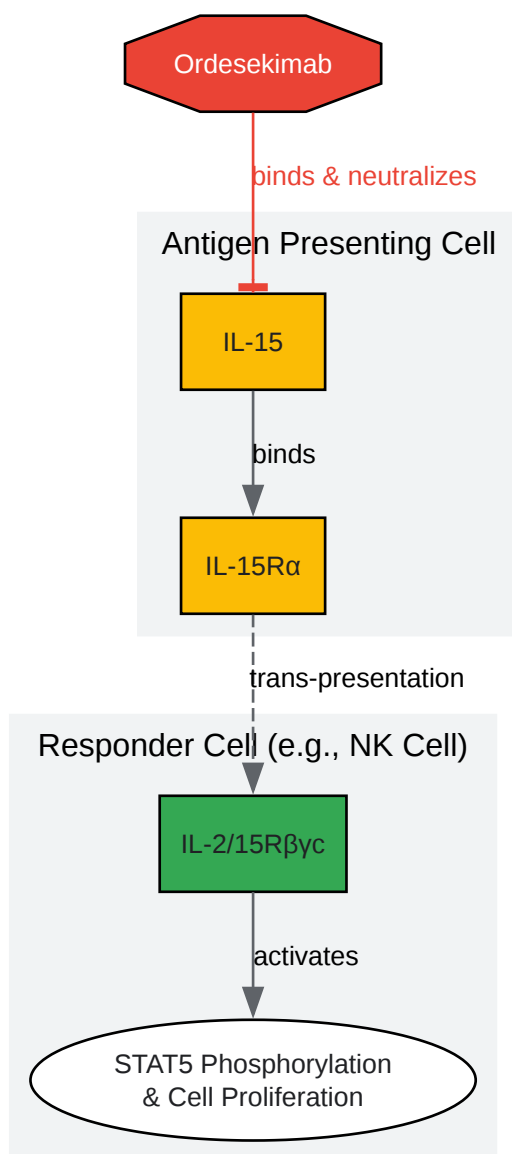 Ordesekimab
binds & neutralizes
Antigen Presenting Cell
IL-15
binds
IL-15Rα
trans-presentation
Responder Cell (e.g., NK Cell)
IL-2/15Rβγc
activates
STAT5 Phosphorylation
& Cell Proliferation